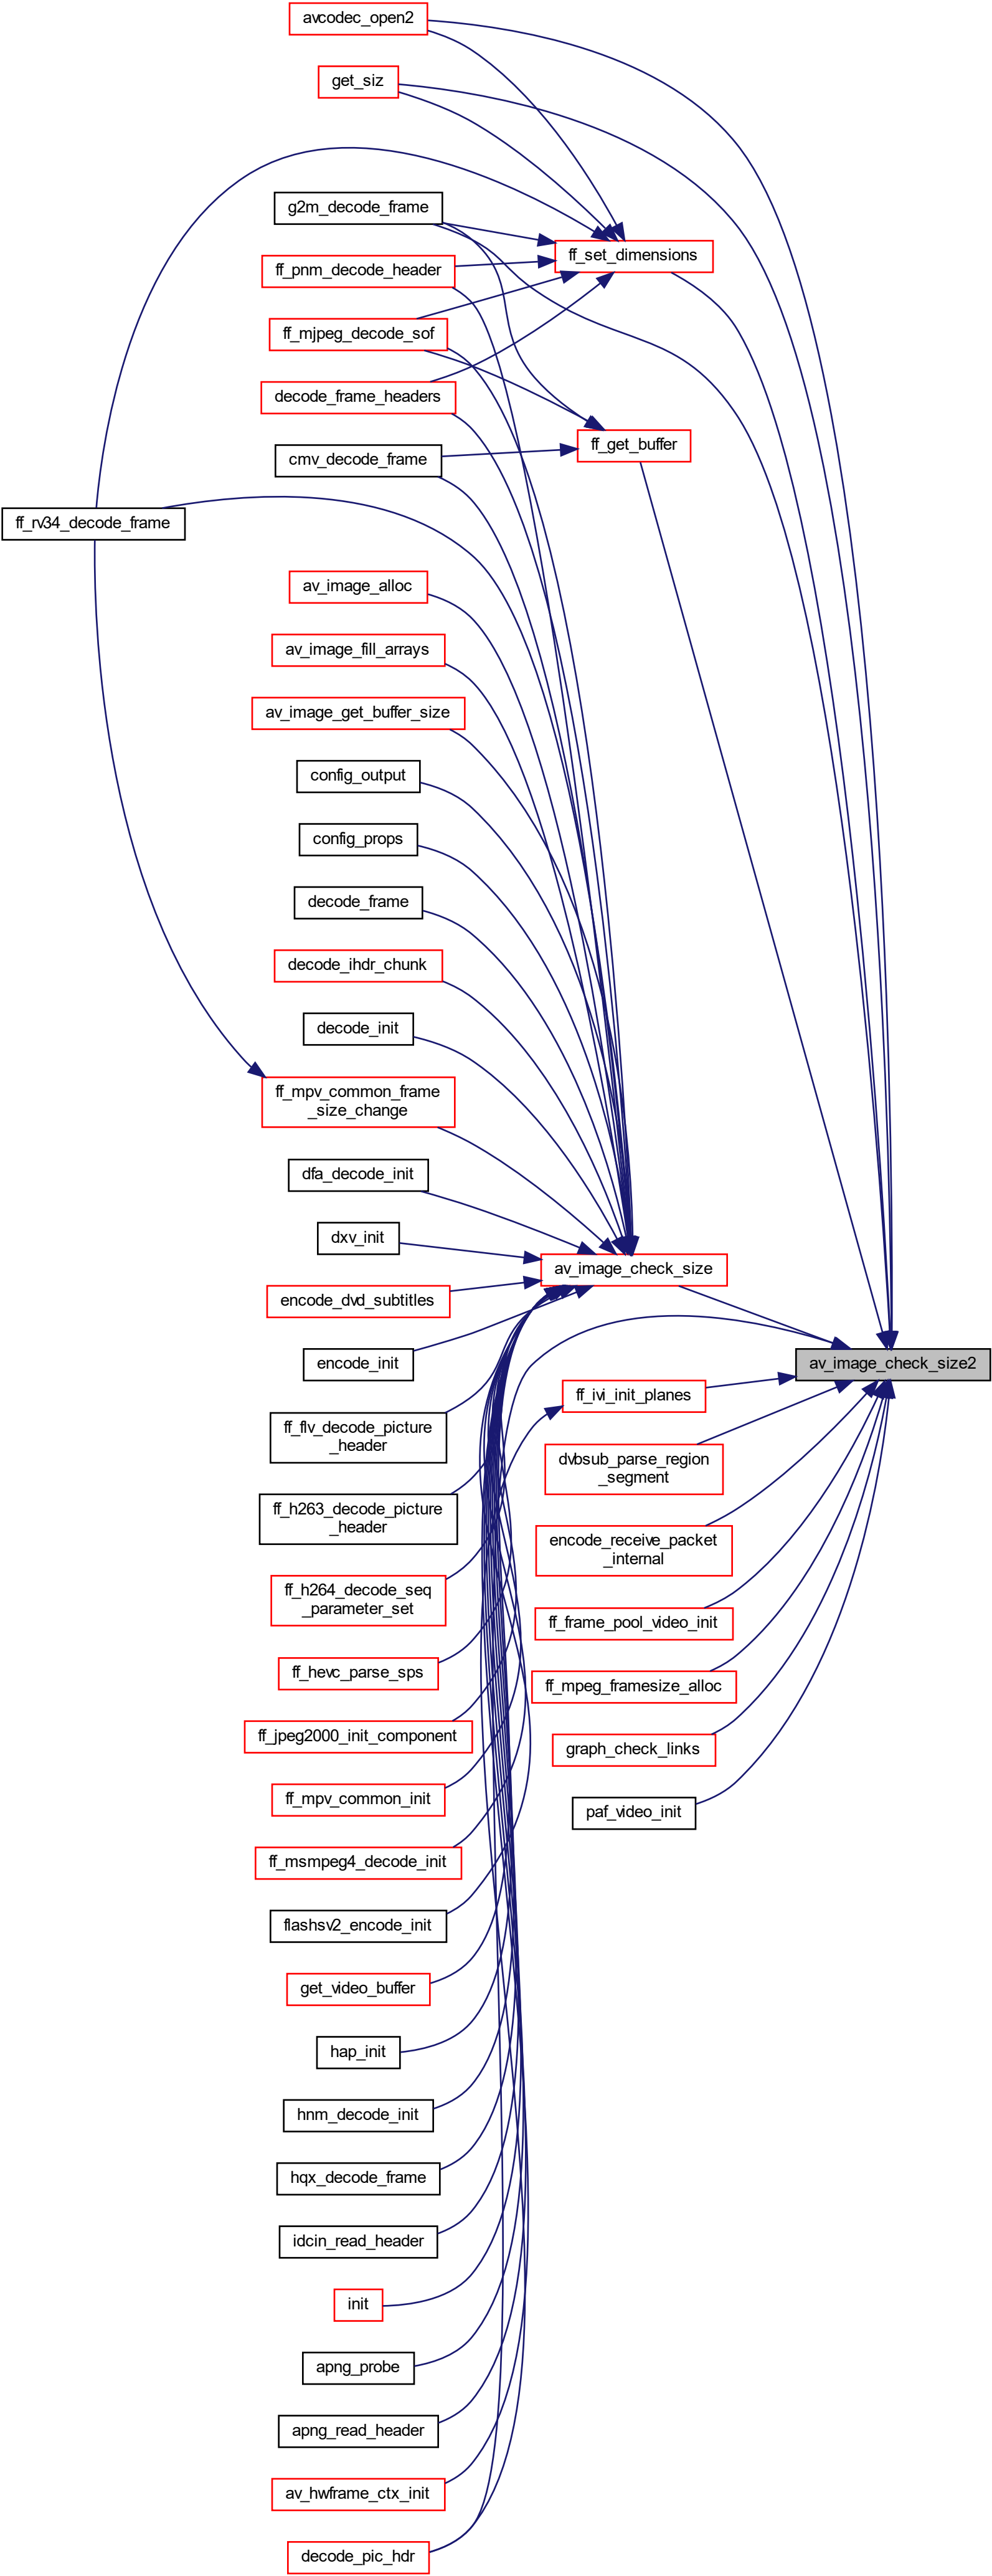 avcodec_open2
get_siz
g2m_decode_frame
ff_set_dimensions
ff_pnm_decode_header
ff_mjpeg_decode_sof
decode_frame_headers
ff_get_buffer
cmv_decode_frame
ff_rv34_decode_frame
av_image_alloc
av_image_fill_arrays
av_image_get_buffer_size
config_output
config_props
decode_frame
decode_ihdr_chunk
decode_init
ff_mpv_common_frame
_size_change
dfa_decode_init
dxv_init
av_image_check_size
encode_dvd_subtitles
encode_init
av_image_check_size2
ff_ivi_init_planes
ff_flv_decode_picture
_header
dvbsub_parse_region
_segment
ff_h263_decode_picture
_header
encode_receive_packet
_internal
ff_h264_decode_seq
_parameter_set
ff_frame_pool_video_init
ff_hevc_parse_sps
ff_mpeg_framesize_alloc
ff_jpeg2000_init_component
graph_check_links
ff_mpv_common_init
paf_video_init
ff_msmpeg4_decode_init
flashsv2_encode_init
get_video_buffer
hap_init
hnm_decode_init
hqx_decode_frame
idcin_read_header
init
apng_probe
apng_read_header
av_hwframe_ctx_init
decode_pic_hdr